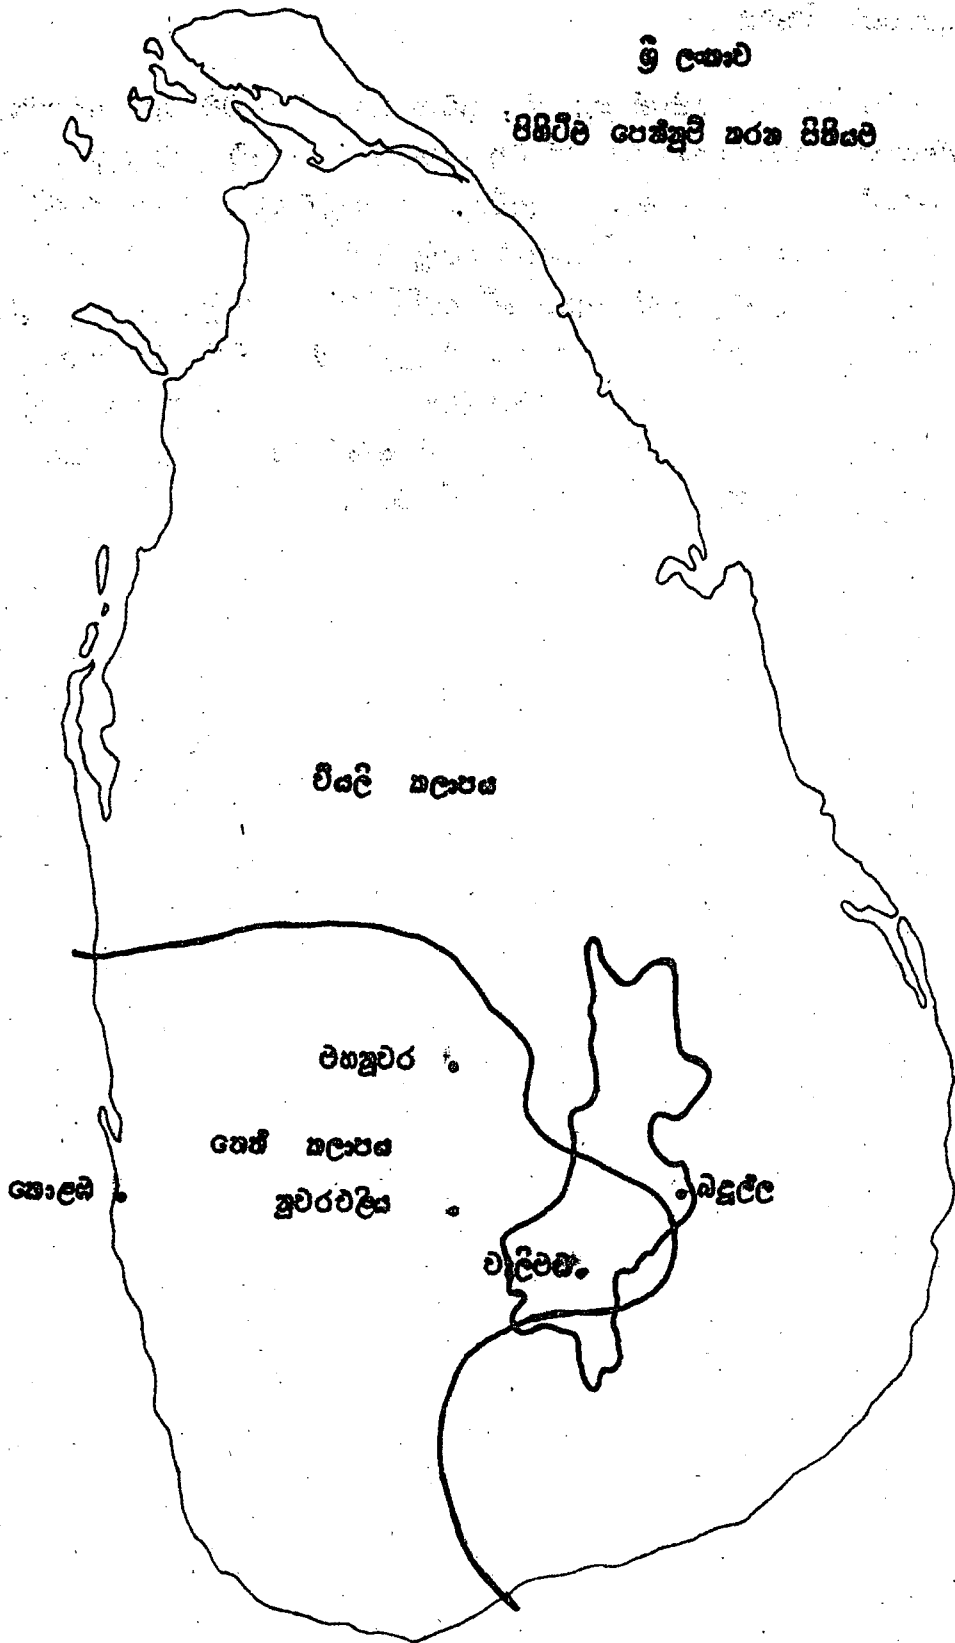 ශ්‍රී ලංකාව
පිහිටීම පෙන්නුම් කරන සිතියම
වියලි කලාපය
මහනුවර
තෙත් කලාපය
කොළඹ
නුවරඑළිය
බදුල්ල
වැලිමඩ